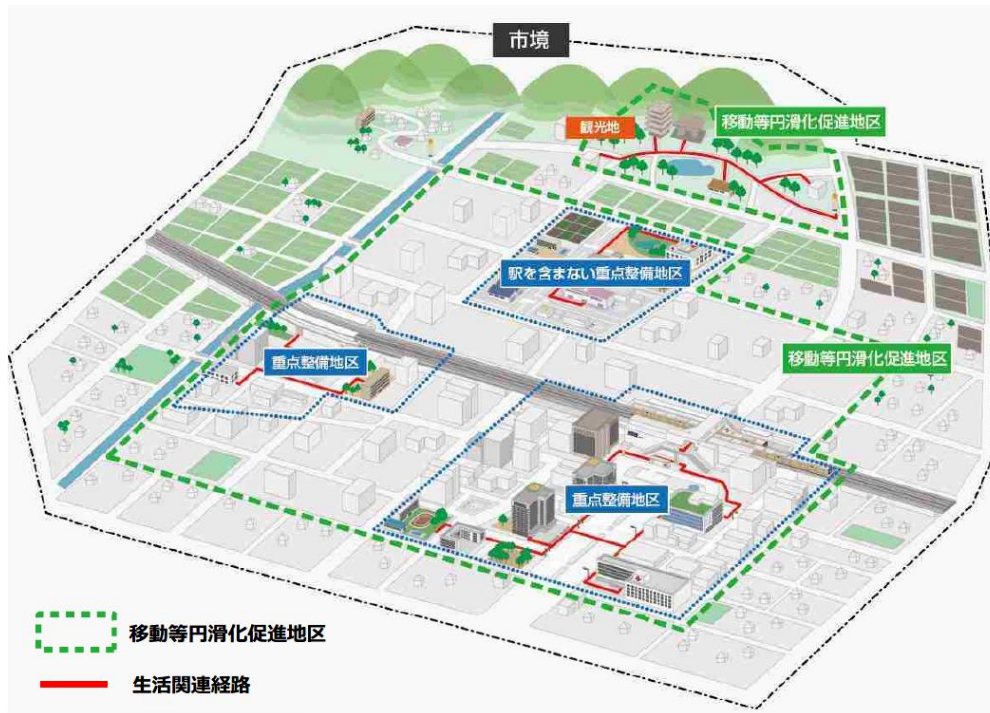 市境
観光地
移動等円滑化促進地区
駅を含まない重点整備地区
重点整備地区
移動等円滑化促進地区
重点整備地区
移動等円滑化促進地区
生活関連経路